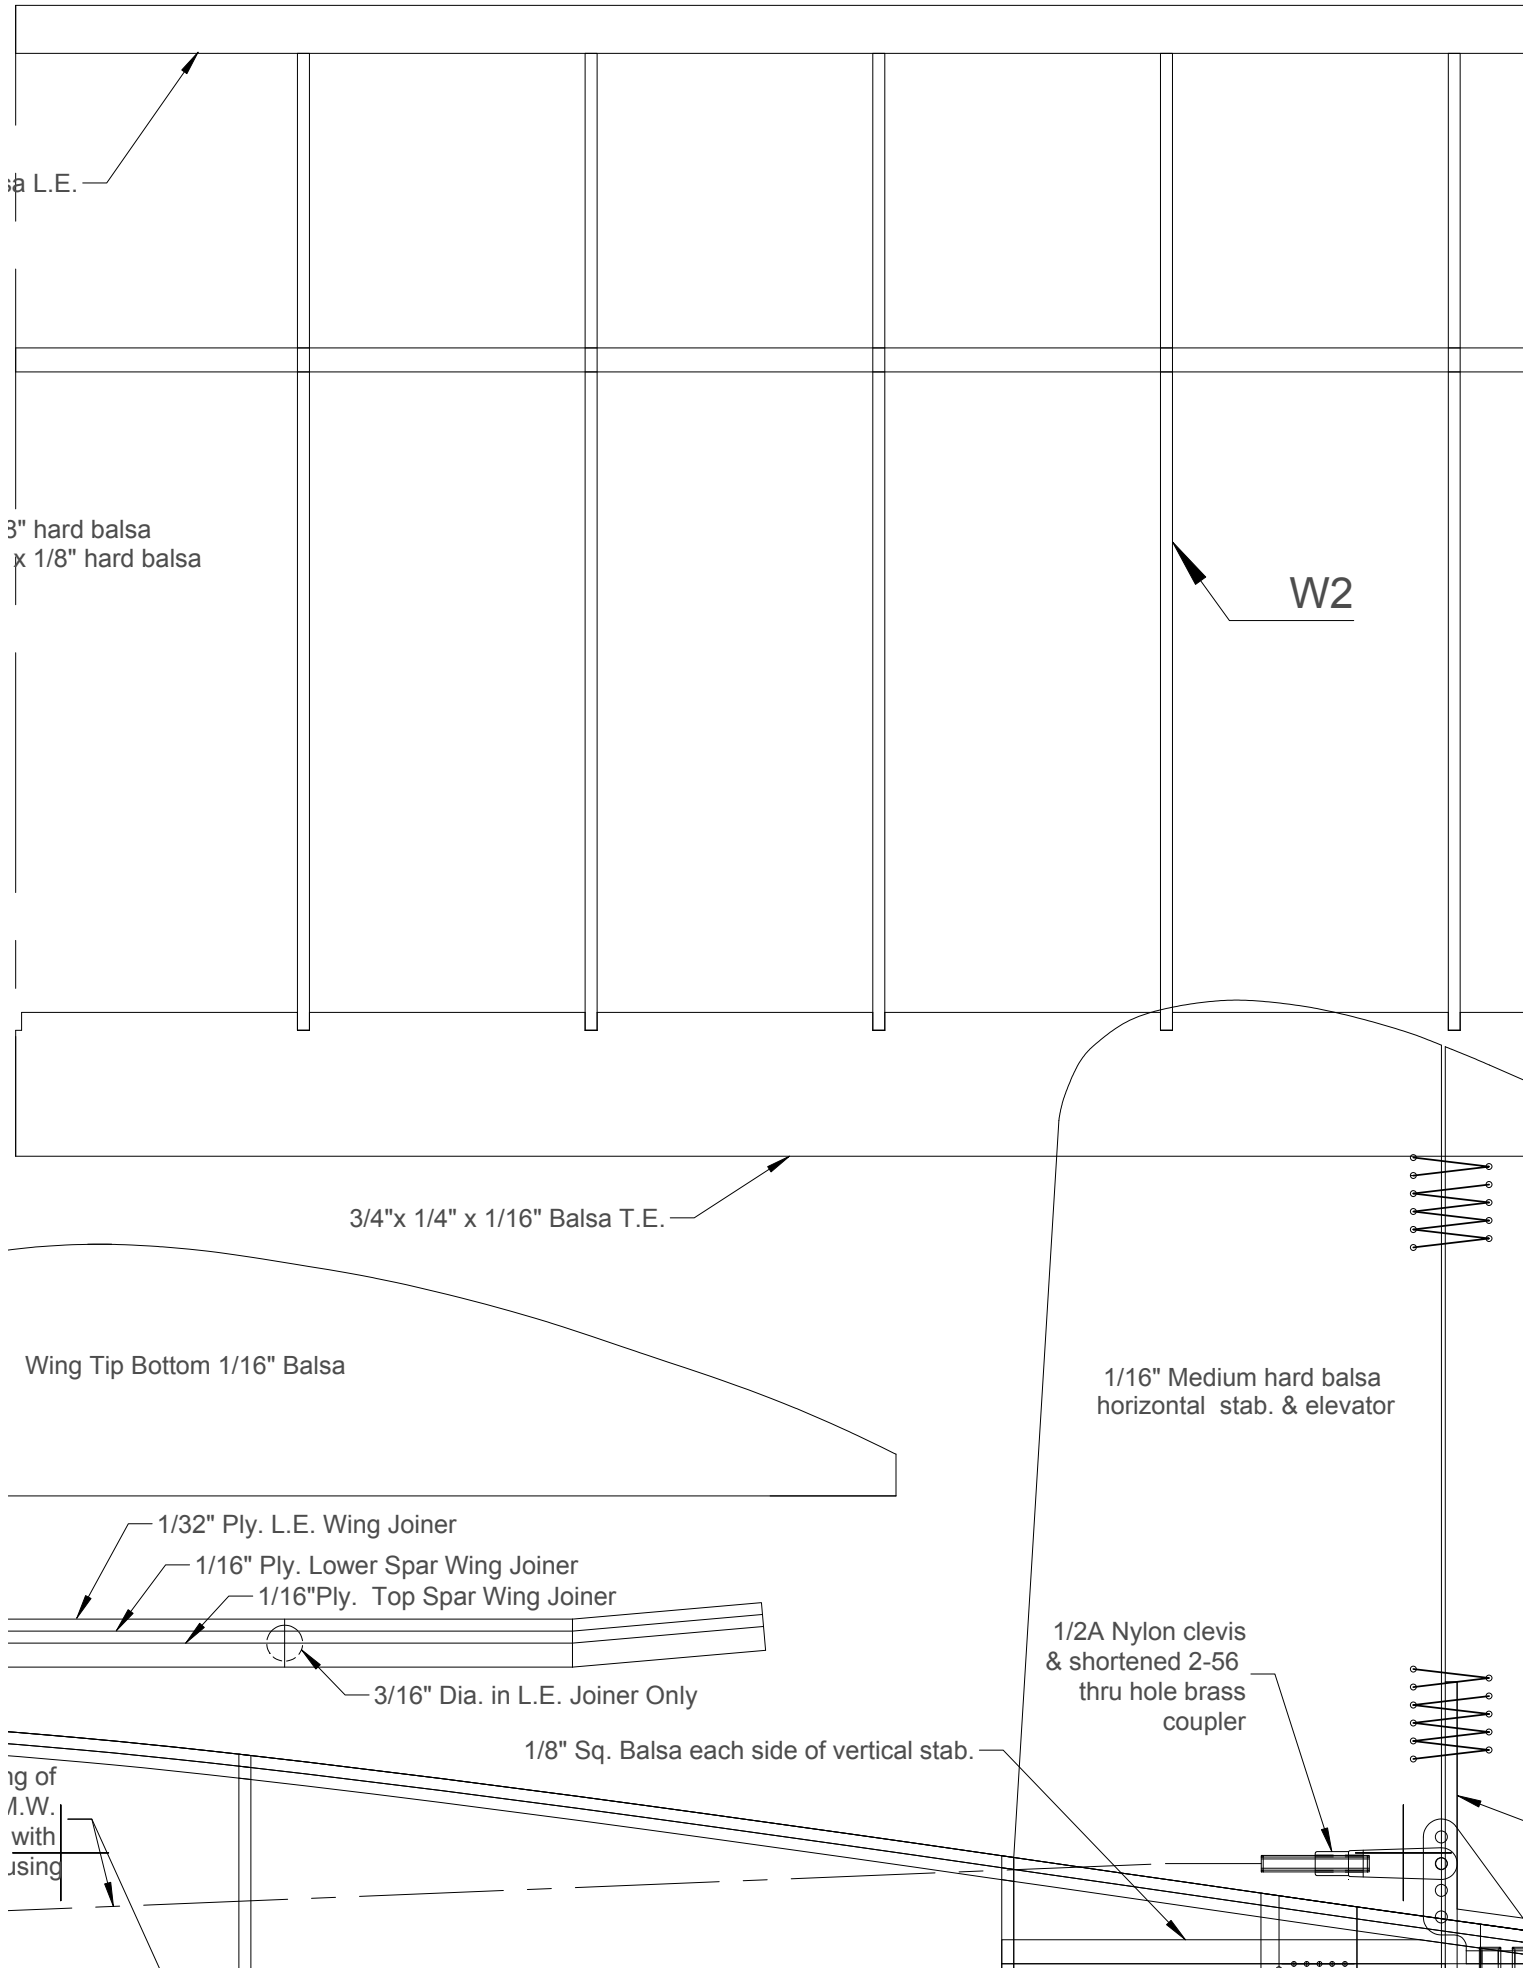 L.E.
hard balsa
x 1/8" hard balsa
W2
3/4"x 1/4" x 1/16" Balsa T.E.
Wing Tip Bottom 1/16" Balsa
1/16" Medium hard balsa
horizontal  stab. & elevator
1/32" Ply. L.E. Wing Joiner
1/16" Ply. Lower Spar Wing Joiner
1/16"Ply.  Top Spar Wing Joiner
3/16" Dia. in L.E. Joiner Only
1/2A Nylon clevis
& shortened 2-56
thru hole brass
coupler
1/8" Sq. Balsa each side of vertical stab.
of
M.W.
with